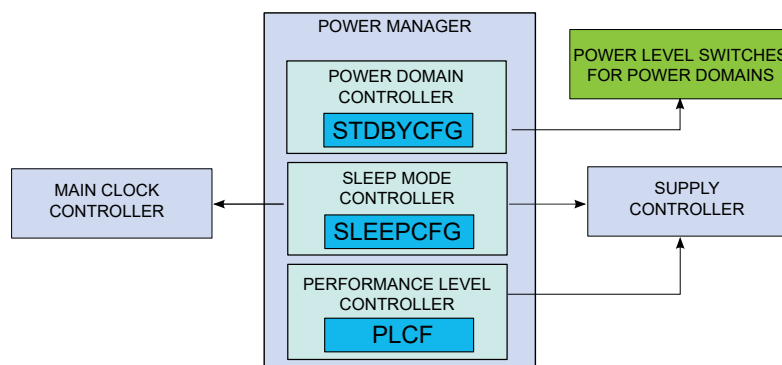 POWER MANAGER
POWER DOMAIN
CONTROLLER
STDBYCFG
POWER LEVEL SWITCHES
FOR POWER DOMAINS
MAIN CLOCK
CONTROLLER
SLEEP MODE
CONTROLLER
SLEEPCFG
SUPPLY
CONTROLLER
PERFORMANCE LEVEL
CONTROLLER
PLCF